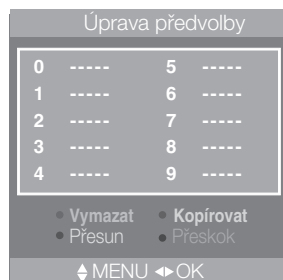 Úprava předvolby
0 ----- 5 -----
1 ----- 6 -----
2 ----- 7 -----
3 ----- 8 -----
4 ----- 9 -----
Vymazat Kopírovat
Přesun Přeskok
MENU OK